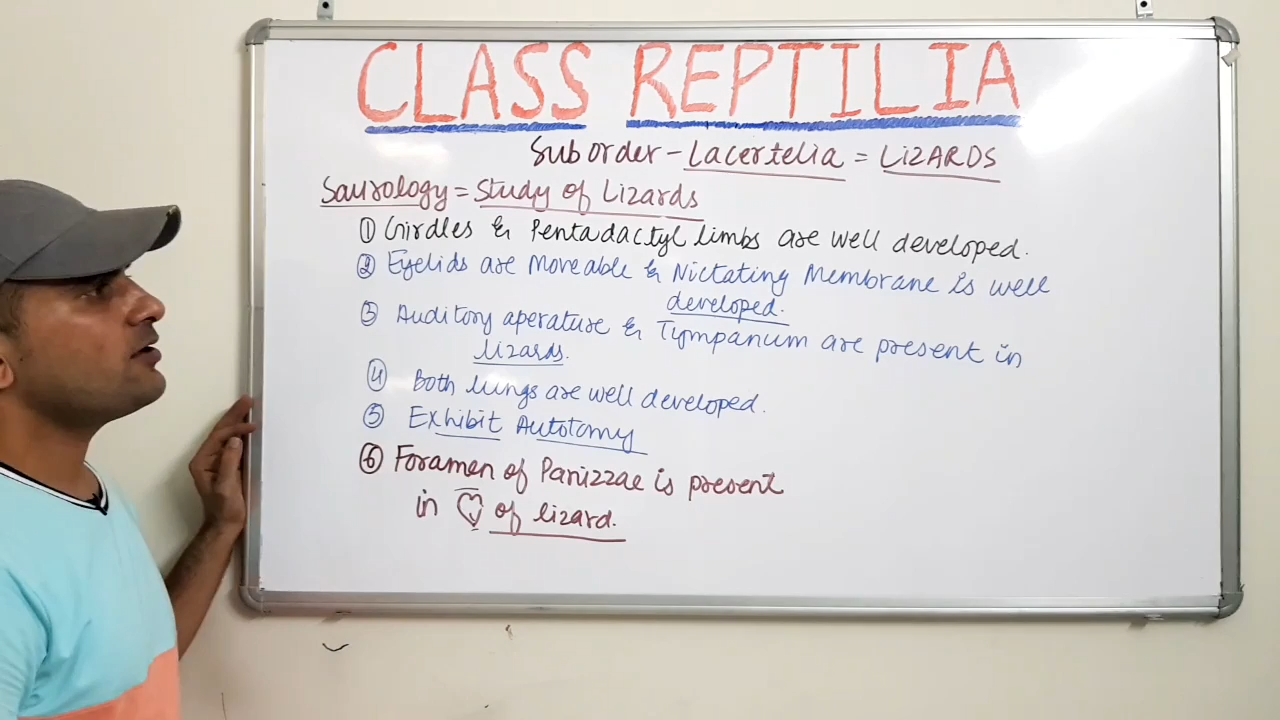 CLASS REPTILIA
Suborder - Lacertelia = LiZARDS
Saurology = Study of Lizards
① Girdles & Pentadactyl limbs are well developed.
② Eyelids are Moveable & Nictating Membrane is well
developed.
③ Auditory aperature & Tympanum are present in
lizards.
④ Both lungs are well developed.
⑤ Exhibit Autotomy
⑥ Foramen of Panizzae is present
in ♡ of lizard.